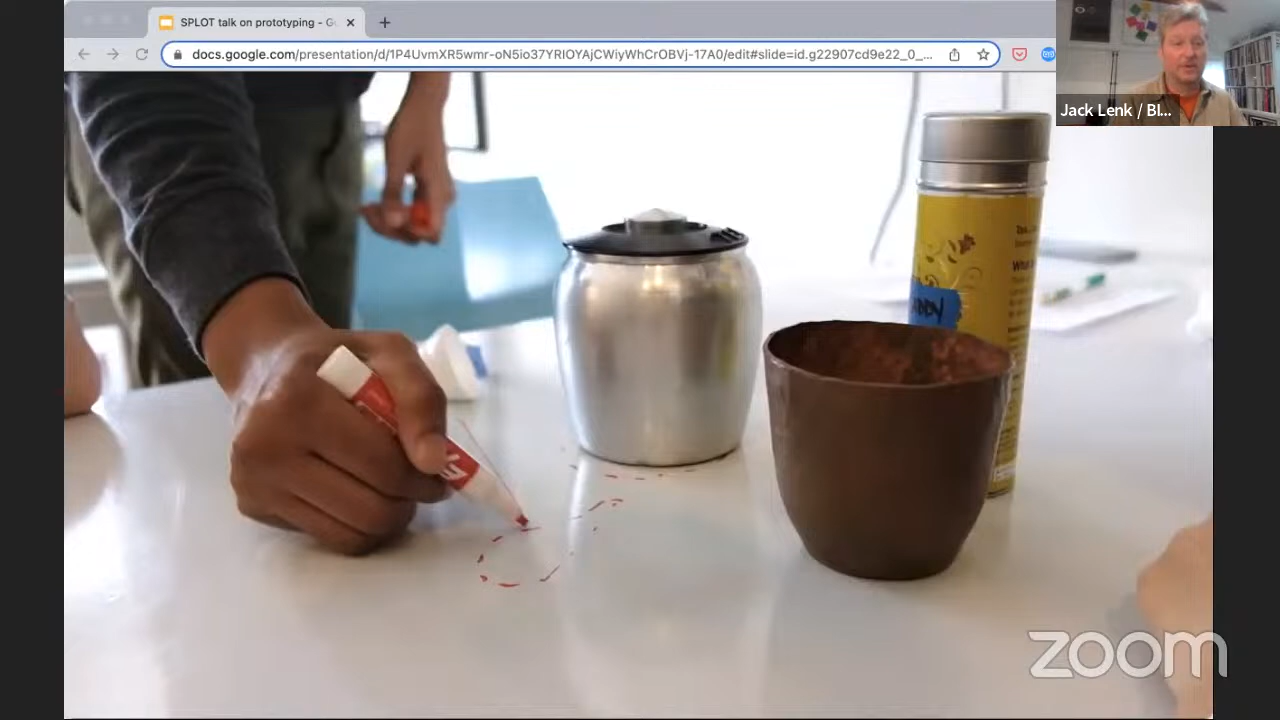 SPLOT talk on prototyping - G
docs.google.com/presentation/d/1P4UvmXR5wmr-oN5io37YRIOYAjCWiyWhCrOBVj-17A0/edit#slide=id.g22907cd9e22_0_...
Jack Lenk / Bl...
What
zoom